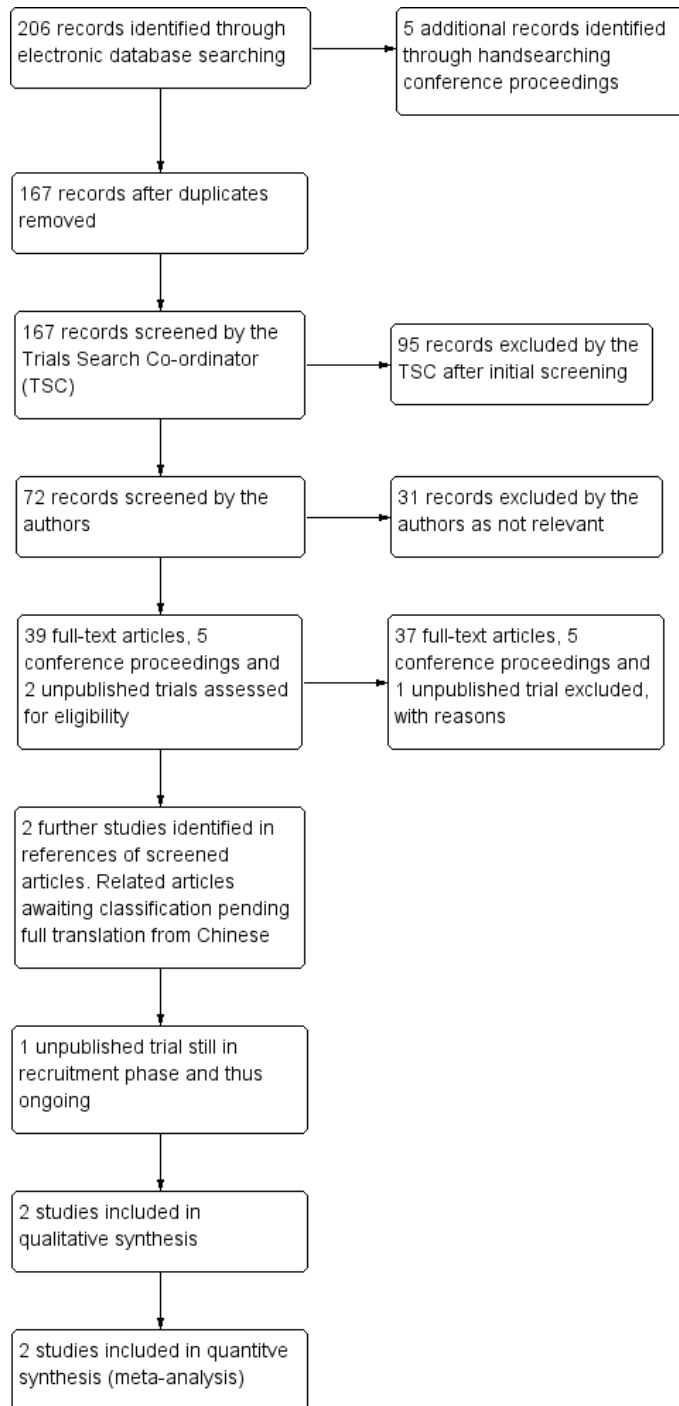 206 records identified through
electronic database searching
5 additional records identified
through handsearching
conference proceedings
167 records after duplicates
removed
167 records screened by the
Trials Search Co-ordinator
(TSC)
95 records excluded by the
TSC after initial screening
72 records screened by the
authors
31 records excluded by the
authors as not relevant
39 full-text articles, 5
conference proceedings and
2 unpublished trials assessed
for eligibility
37 full-text articles, 5
conference proceedings and
1 unpublished trial excluded,
with reasons
2 further studies identified in
references of screened
articles. Related articles
awaiting classification pending
full translation from Chinese
1 unpublished trial still in
recruitment phase and thus
ongoing
2 studies included in
qualitative synthesis
2 studies included in quantitve
synthesis (meta-analysis)